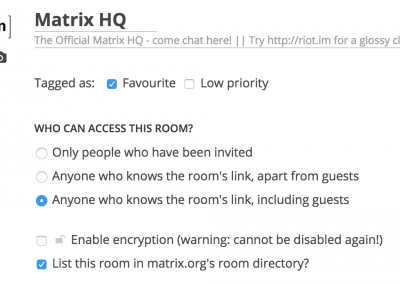 Matrix HQ
The Official Matrix HQ - come chat here! || Try http://riot.im for a glossy cl
Tagged as: Favourite Low priority
WHO CAN ACCESS THIS ROOM?
Only people who have been invited
Anyone who knows the room's link, apart from guests
Anyone who knows the room's link, including guests
Enable encryption (warning: cannot be disabled again!)
List this room in matrix.org's room directory?